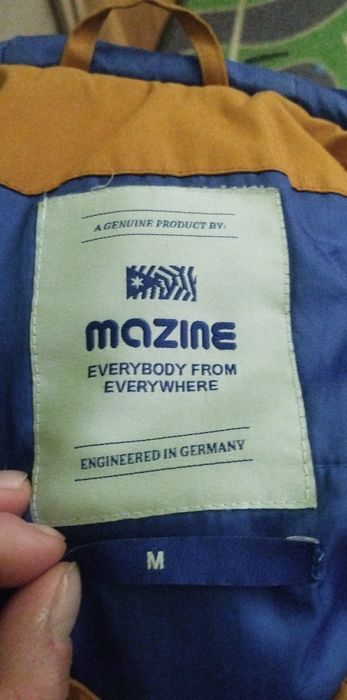 A GENUINE PRODUCT BY:
mazine
EVERYBODY FROM
EVERYWHERE
ENGINEERED IN GERMANY
M